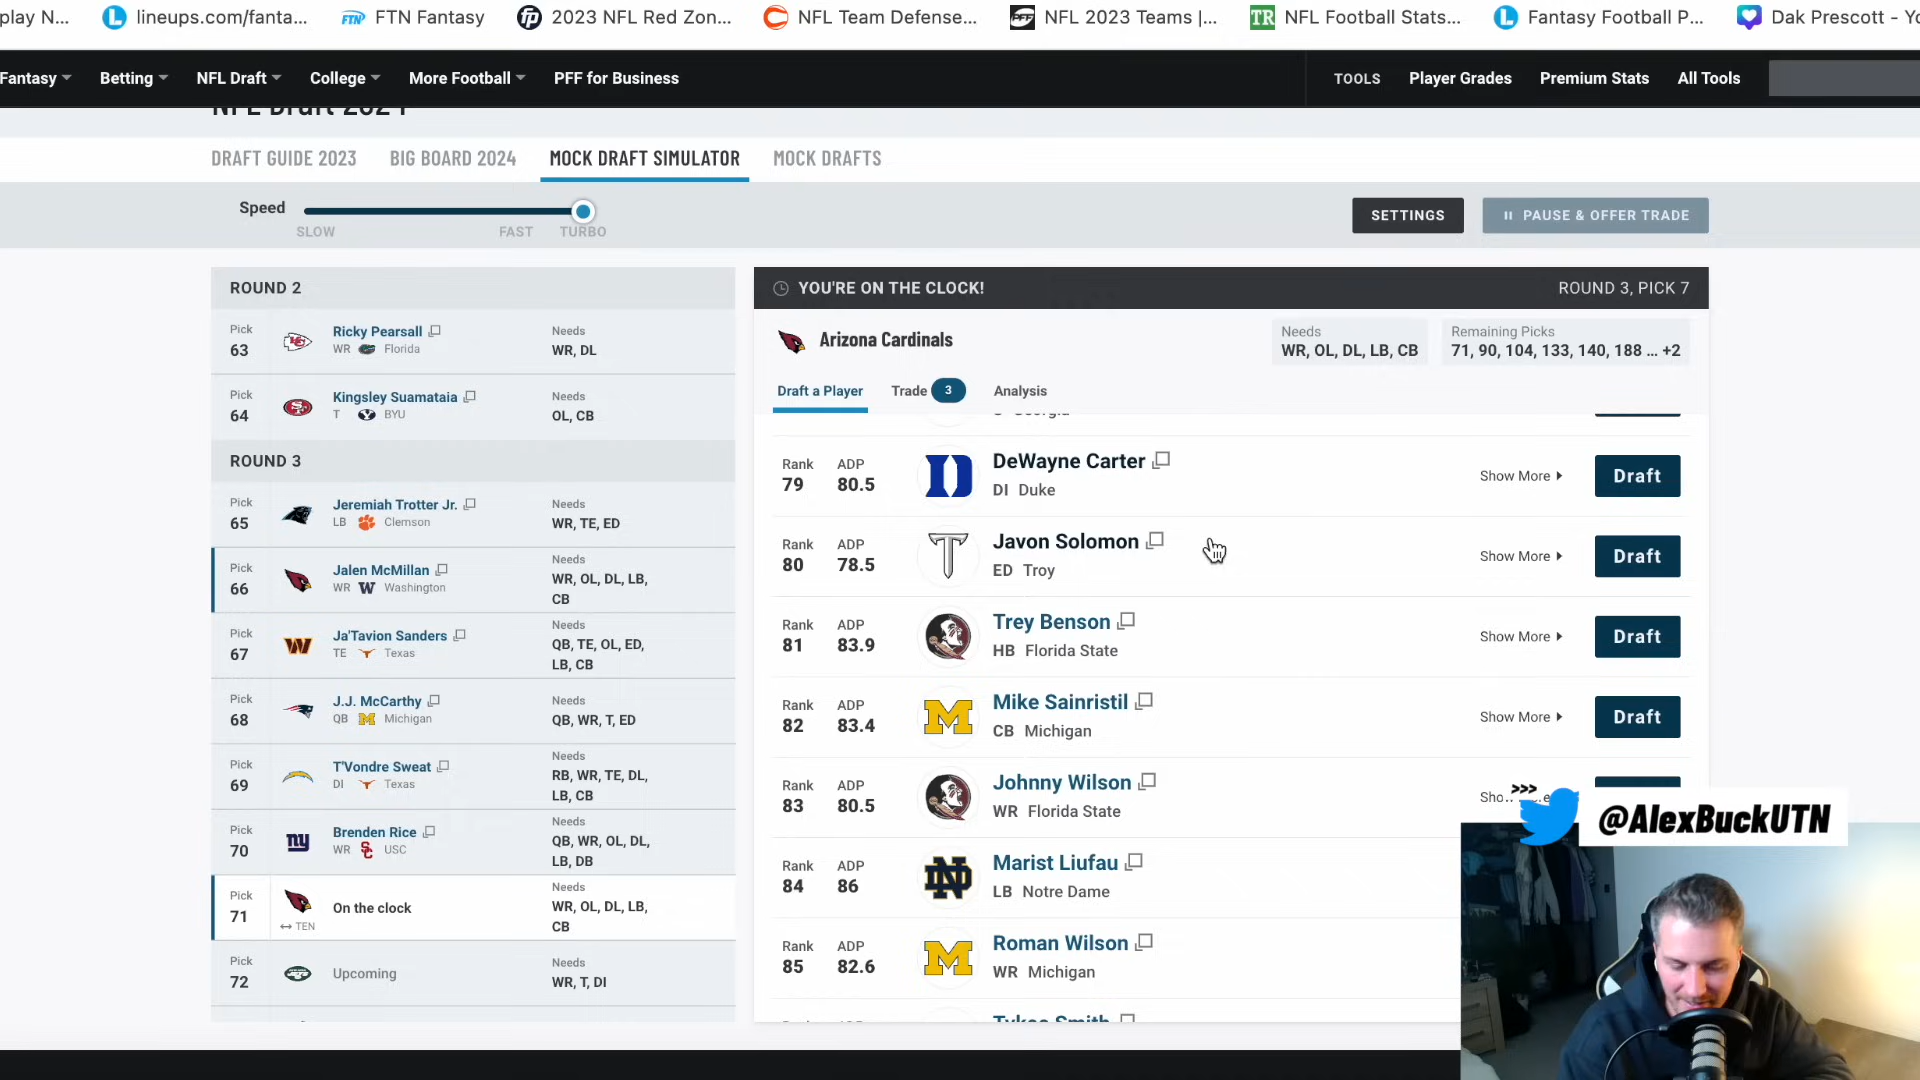 play N...
lineups.com/fanta...
FTN Fantasy
2023 NFL Red Zon...
NFL Team Defense...
NFL 2023 Teams |...
NFL Football Stats...
Fantasy Football P...
Dak Prescott - Yo
Fantasy
Betting
NFL Draft
College
More Football
PFF for Business
TOOLS
Player Grades
Premium Stats
All Tools
NFL Draft 2024
DRAFT GUIDE 2023
BIG BOARD 2024
MOCK DRAFT SIMULATOR
MOCK DRAFTS
Speed
SLOW
FAST
TURBO
SETTINGS
PAUSE & OFFER TRADE
ROUND 2
Pick
63
Ricky Pearsall
WR Florida
Needs
WR, DL
Pick
64
Kingsley Suamataia
T BYU
Needs
OL, CB
ROUND 3
Pick
65
Jeremiah Trotter Jr.
LB Clemson
Needs
WR, TE, ED
Pick
66
Jalen McMillan
WR Washington
Needs
WR, OL, DL, LB,
CB
Pick
67
Ja'Tavion Sanders
TE Texas
Needs
QB, TE, OL, ED,
LB, CB
Pick
68
J.J. McCarthy
QB Michigan
Needs
QB, WR, T, ED
Pick
69
T'Vondre Sweat
DI Texas
Needs
RB, WR, TE, DL,
LB, CB
Pick
70
Brenden Rice
WR USC
Needs
QB, WR, OL, DL,
LB, DB
Pick
71
TEN
On the clock
Needs
WR, OL, DL, LB,
CB
Pick
72
Upcoming
Needs
WR, T, DI
YOU'RE ON THE CLOCK!
ROUND 3, PICK 7
Arizona Cardinals
Needs
WR, OL, DL, LB, CB
Remaining Picks
71, 90, 104, 133, 140, 188 ... +2
Draft a Player
Trade 3
Analysis
Rank
79
ADP
80.5
DeWayne Carter
DI Duke
Show More
Draft
Rank
80
ADP
78.5
Javon Solomon
ED Troy
Show More
Draft
Rank
81
ADP
83.9
Trey Benson
HB Florida State
Show More
Draft
Rank
82
ADP
83.4
Mike Sainristil
CB Michigan
Show More
Draft
Rank
83
ADP
80.5
Johnny Wilson
WR Florida State
Rank
84
ADP
86
Marist Liufau
LB Notre Dame
Rank
85
ADP
82.6
Roman Wilson
WR Michigan
Tykee Smith
>>>
@AlexBuckUTN